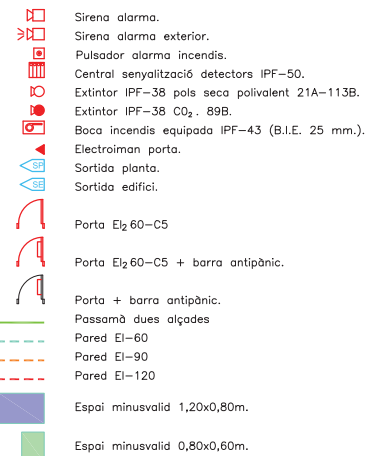 Sirena alarma.
Sirena alarma exterior.
Pulsador alarma incendis.
Central senyalització detectors IPF-50.
Extintor IPF-38 pols seca polivalent 21A-113B.
Extintor IPF-38 CO₂. 89B.
Boca incendis equipada IPF-43 (B.I.E. 25 mm.).
Electroiman porta.
SP Sortida planta.
SE Sortida edifici.
Porta EI₂ 60-C5
Porta EI₂ 60-C5 + barra antipànic.
Porta + barra antipànic.
Passamà dues alçades
Pared EI-60
Pared EI-90
Pared EI-120
Espai minusvalid 1,20x0,80m.
Espai minusvalid 0,80x0,60m.